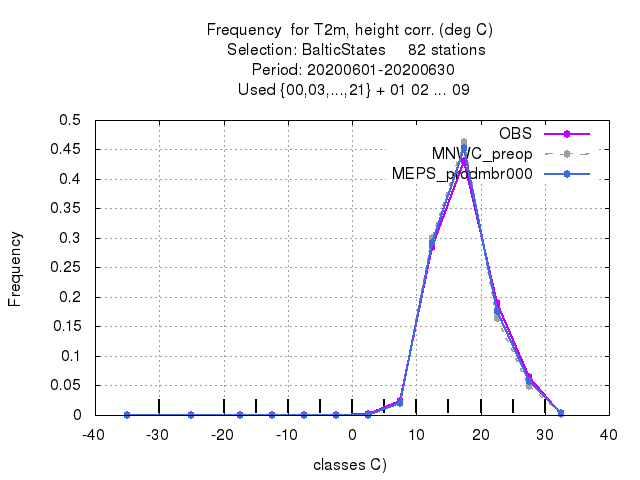 Frequency  for T2m, height corr. (deg C)
Selection: BalticStates     82 stations
Period: 20200601-20200630
Used {00,03,...,21} + 01 02 ... 09
OBS
MNWC_preop
MEPS_prodmbr000
Frequency
0.5
0.45
0.4
0.35
0.3
0.25
0.2
0.15
0.1
0.05
0
-40 -30 -20 -10 0 10 20 30 40
classes C)